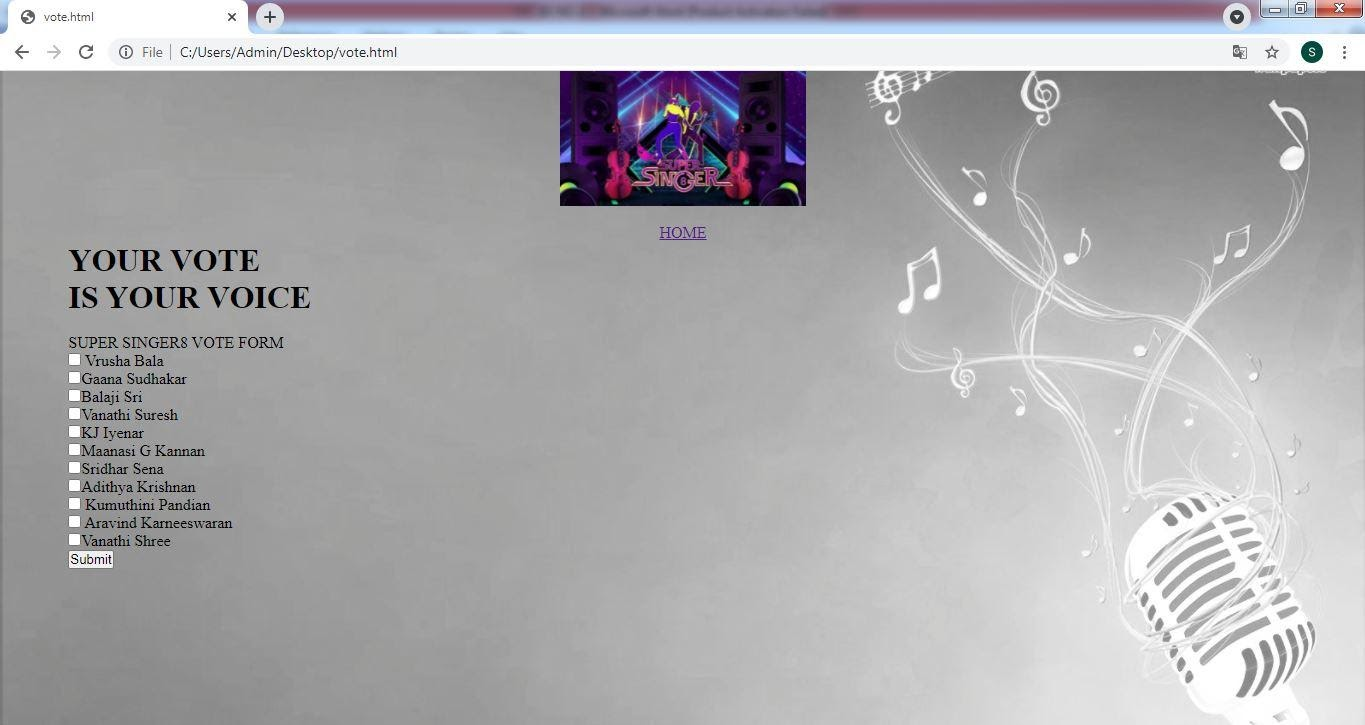 vote.html
File C:/Users/Admin/Desktop/vote.html
S
SUPER
SINGER
8
HOME
YOUR VOTE
IS YOUR VOICE
SUPER SINGER8 VOTE FORM
Vrusha Bala
Gaana Sudhakar
Balaji Sri
Vanathi Suresh
KJ Iyenar
Maanasi G Kannan
Sridhar Sena
Adithya Krishnan
Kumuthini Pandian
Aravind Karneeswaran
Vanathi Shree
Submit